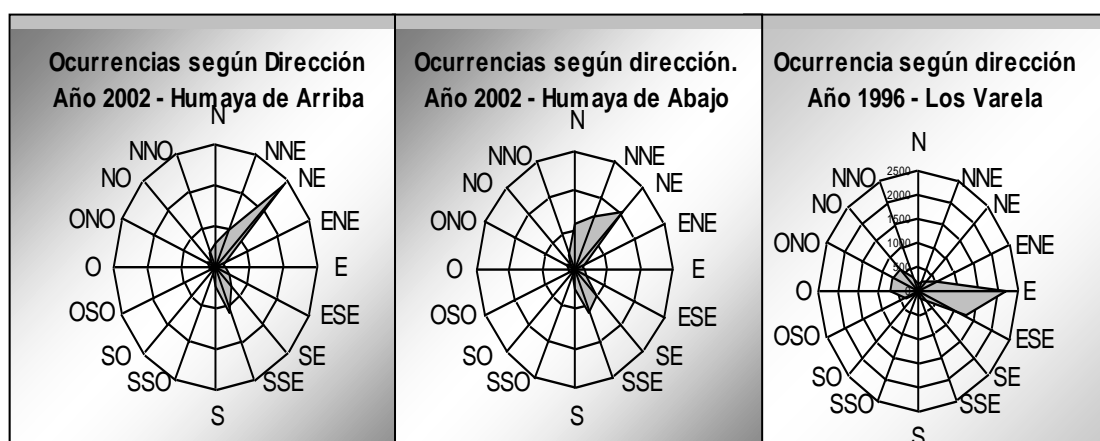 Ocurrencias según Dirección
Año 2002 - Humaya de Arriba
N
NNE
NE
ENE
E
ESE
SE
SSE
S
SSO
SO
OSO
O
ONO
NO
NNO
Ocurrencias según dirección.
Año 2002 - Humaya de Abajo
N
NNE
NE
ENE
E
ESE
SE
SSE
S
SSO
SO
OSO
O
ONO
NO
NNO
Ocurrencia según dirección
Año 1996 - Los Varela
N
NNE
NE
ENE
E
ESE
SE
SSE
S
SSO
SO
OSO
O
ONO
NO
NNO
2500
2000
1500
1000
500
0